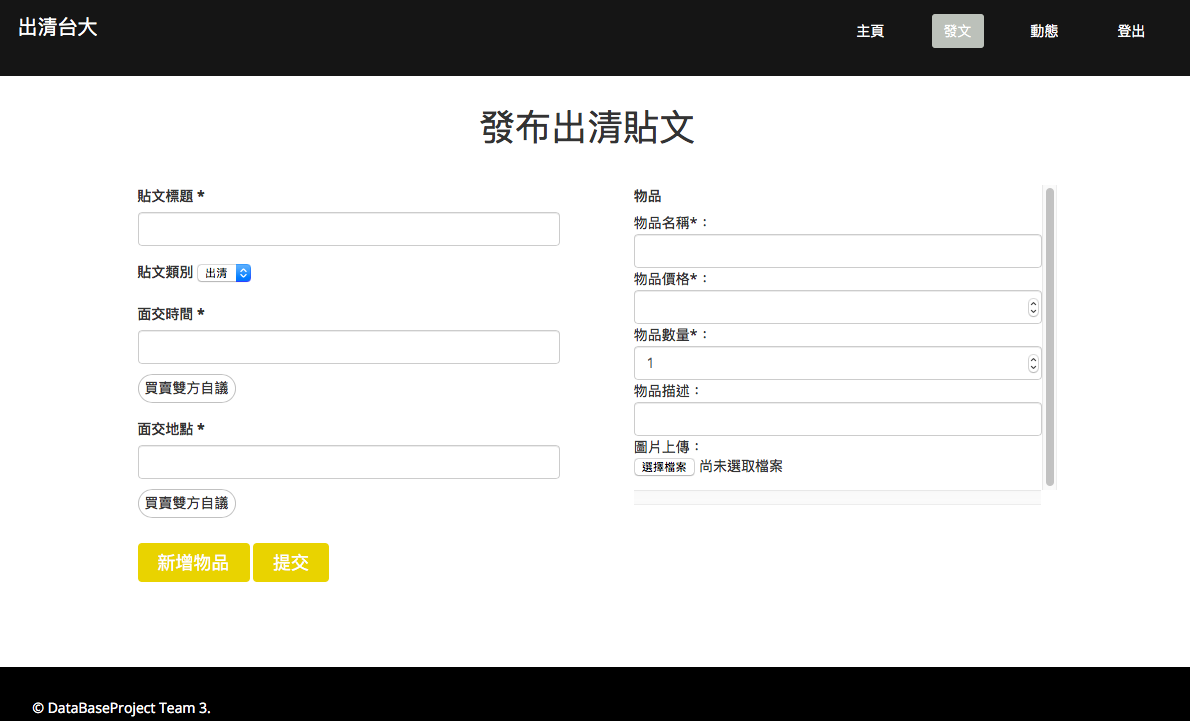 出清台大
主頁 發文 動態 登出
發布出清貼文
貼文標題 *
貼文類別 出清
面交時間 *
買賣雙方自議
面交地點 *
買賣雙方自議
新增物品 提交
物品
物品名稱*：
物品價格*：
物品數量*：
1
物品描述：
圖片上傳：
選擇檔案 尚未選取檔案
© DataBaseProject Team 3.